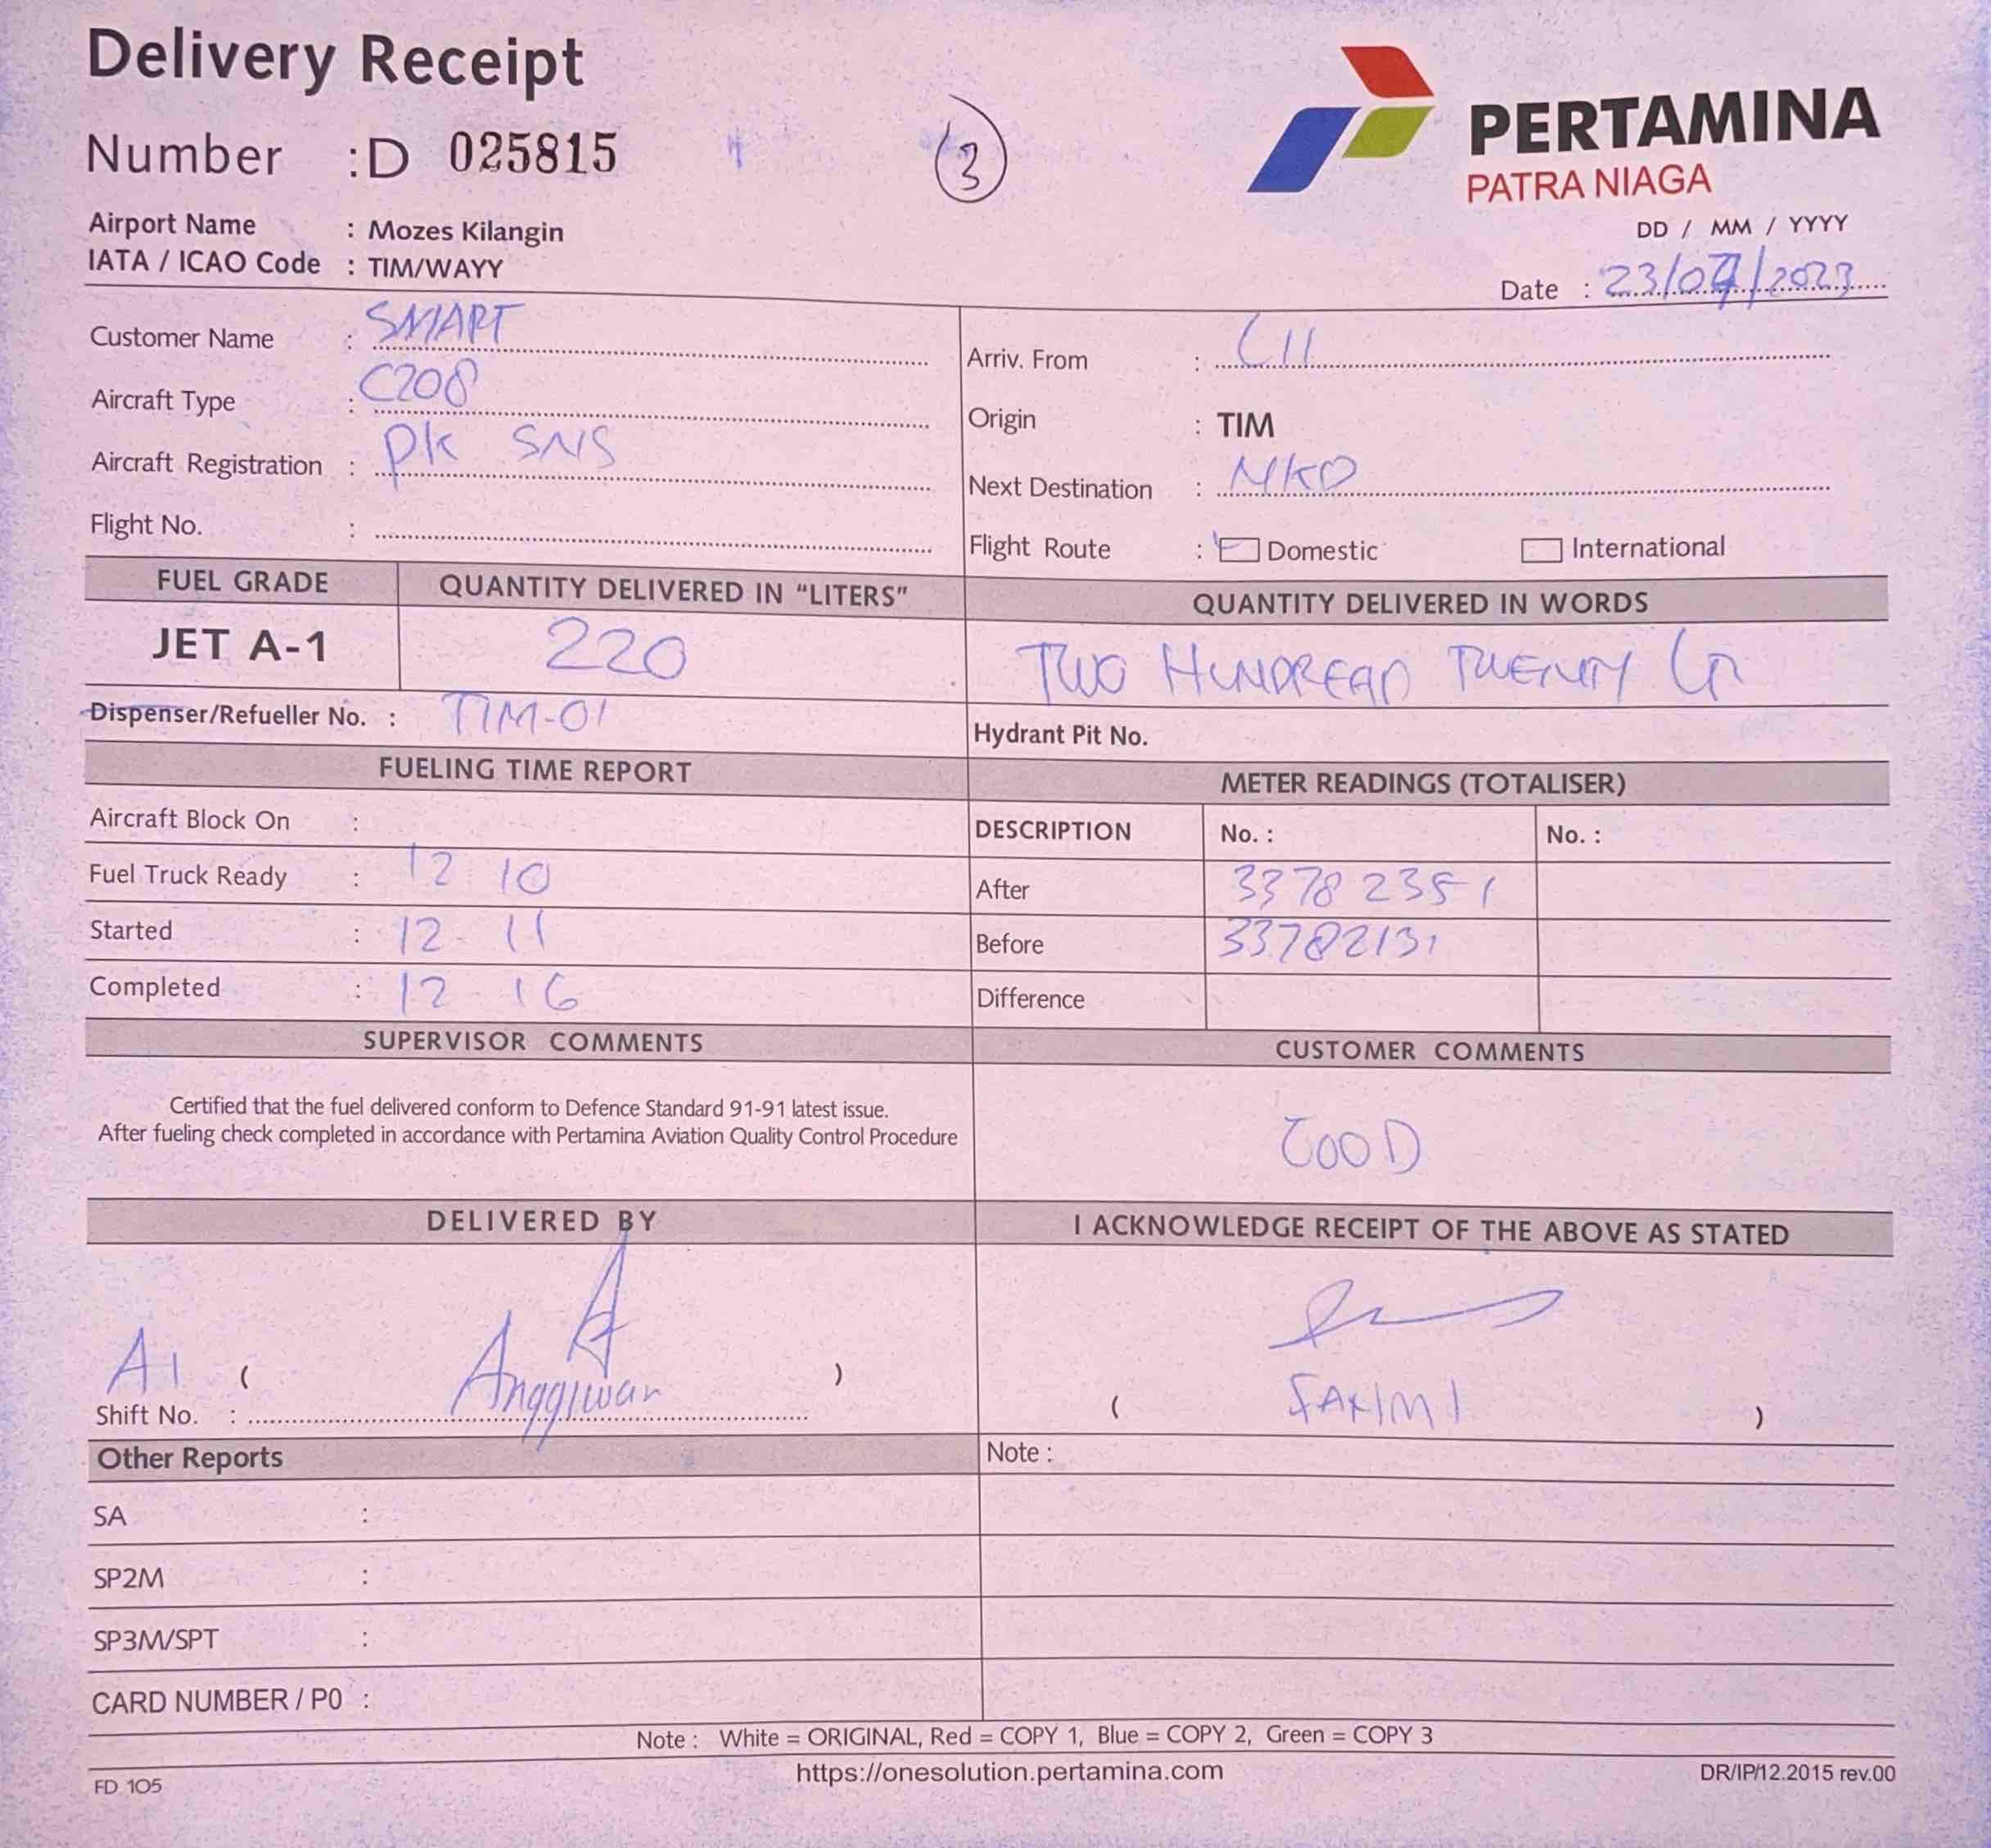 Delivery Receipt
Number : D 025815
3
PERTAMINA
PATRA NIAGA
Airport Name : Mozes Kilangin
IATA / ICAO Code : TIM/WAYY
DD / MM / YYYY
Date : 23/07/2023
Customer Name : SMART
Aircraft Type : C208
Aircraft Registration : PK SNS
Flight No. :
Arriv. From :
Origin : TIM
Next Destination : NKD
Flight Route : Domestic International
FUEL GRADE QUANTITY DELIVERED IN "LITERS" QUANTITY DELIVERED IN WORDS
JET A-1 220 TWO HUNDREAD TWENTY
Dispenser/Refueller No. : TIM-01 Hydrant Pit No.
FUELING TIME REPORT METER READINGS (TOTALISER)
Aircraft Block On : DESCRIPTION No. : No. :
Fuel Truck Ready : 12 10 After 33782351
Started : 12 - 11 Before 33782131
Completed : 12 - 16 Difference
SUPERVISOR COMMENTS CUSTOMER COMMENTS
Certified that the fuel delivered conform to Defence Standard 91-91 latest issue.
After fueling check completed in accordance with Pertamina Aviation Quality Control Procedure
GOOD
DELIVERED BY I ACKNOWLEDGE RECEIPT OF THE ABOVE AS STATED
A1 ( Anggiwan )
Shift No. :
( )
Other Reports Note :
SA :
SP2M :
SP3M/SPT :
CARD NUMBER / P0 :
Note : White = ORIGINAL, Red = COPY 1, Blue = COPY 2, Green = COPY 3
FD 105 https://onesolution.pertamina.com DR/IP/12.2015 rev.00